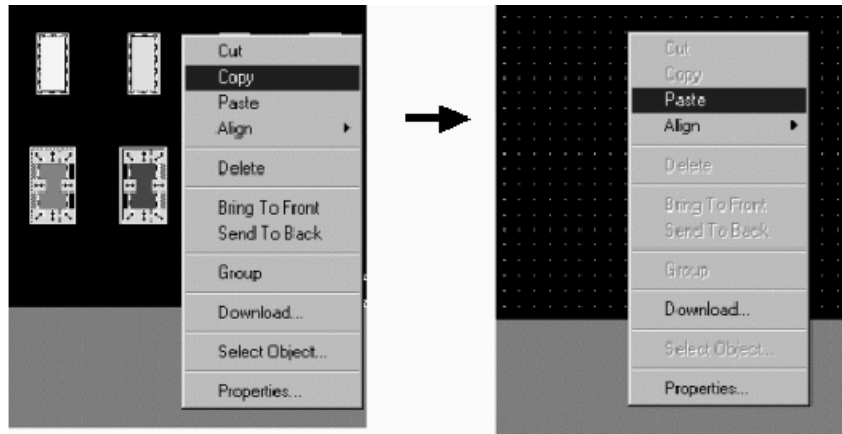 Cut
Copy
Paste
Align
Delete
Bring To Front
Send To Back
Group
Download...
Select Object...
Properties...
Cut
Copy
Paste
Align
Delete
Bring To Front
Send To Back
Group
Download...
Select Object...
Properties...